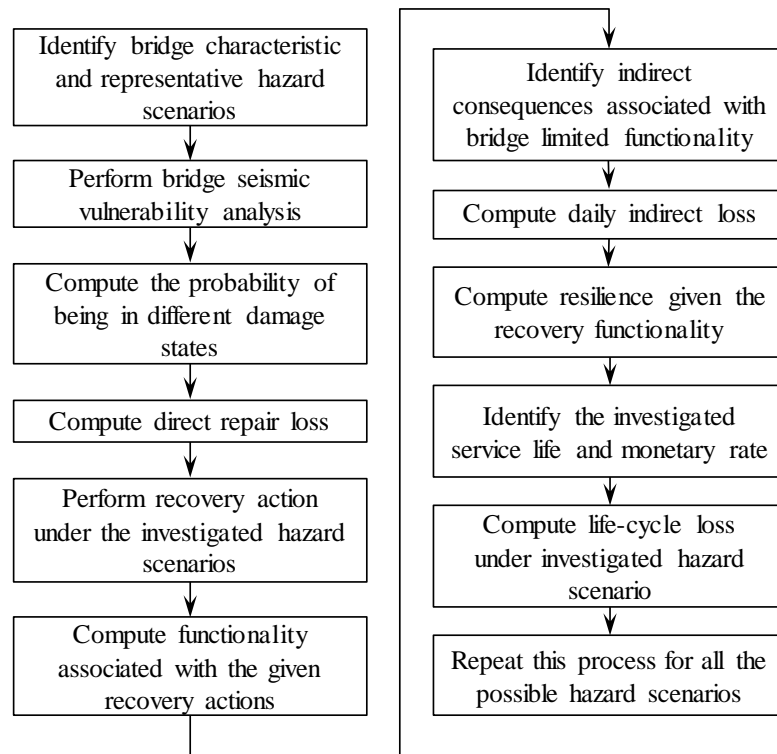 Identify bridge characteristic
and representative hazard
scenarios
Perform bridge seismic
vulnerability analysis
Compute the probability of
being in different damage
states
Compute direct repair loss
Perform recovery action
under the investigated hazard
scenarios
Compute functionality
associated with the given
recovery actions
Identify indirect
consequences associated with
bridge limited functionality
Compute daily indirect loss
Compute resilience given the
recovery functionality
Identify the investigated
service life and monetary rate
Compute life-cycle loss
under investigated hazard
scenario
Repeat this process for all the
possible hazard scenarios